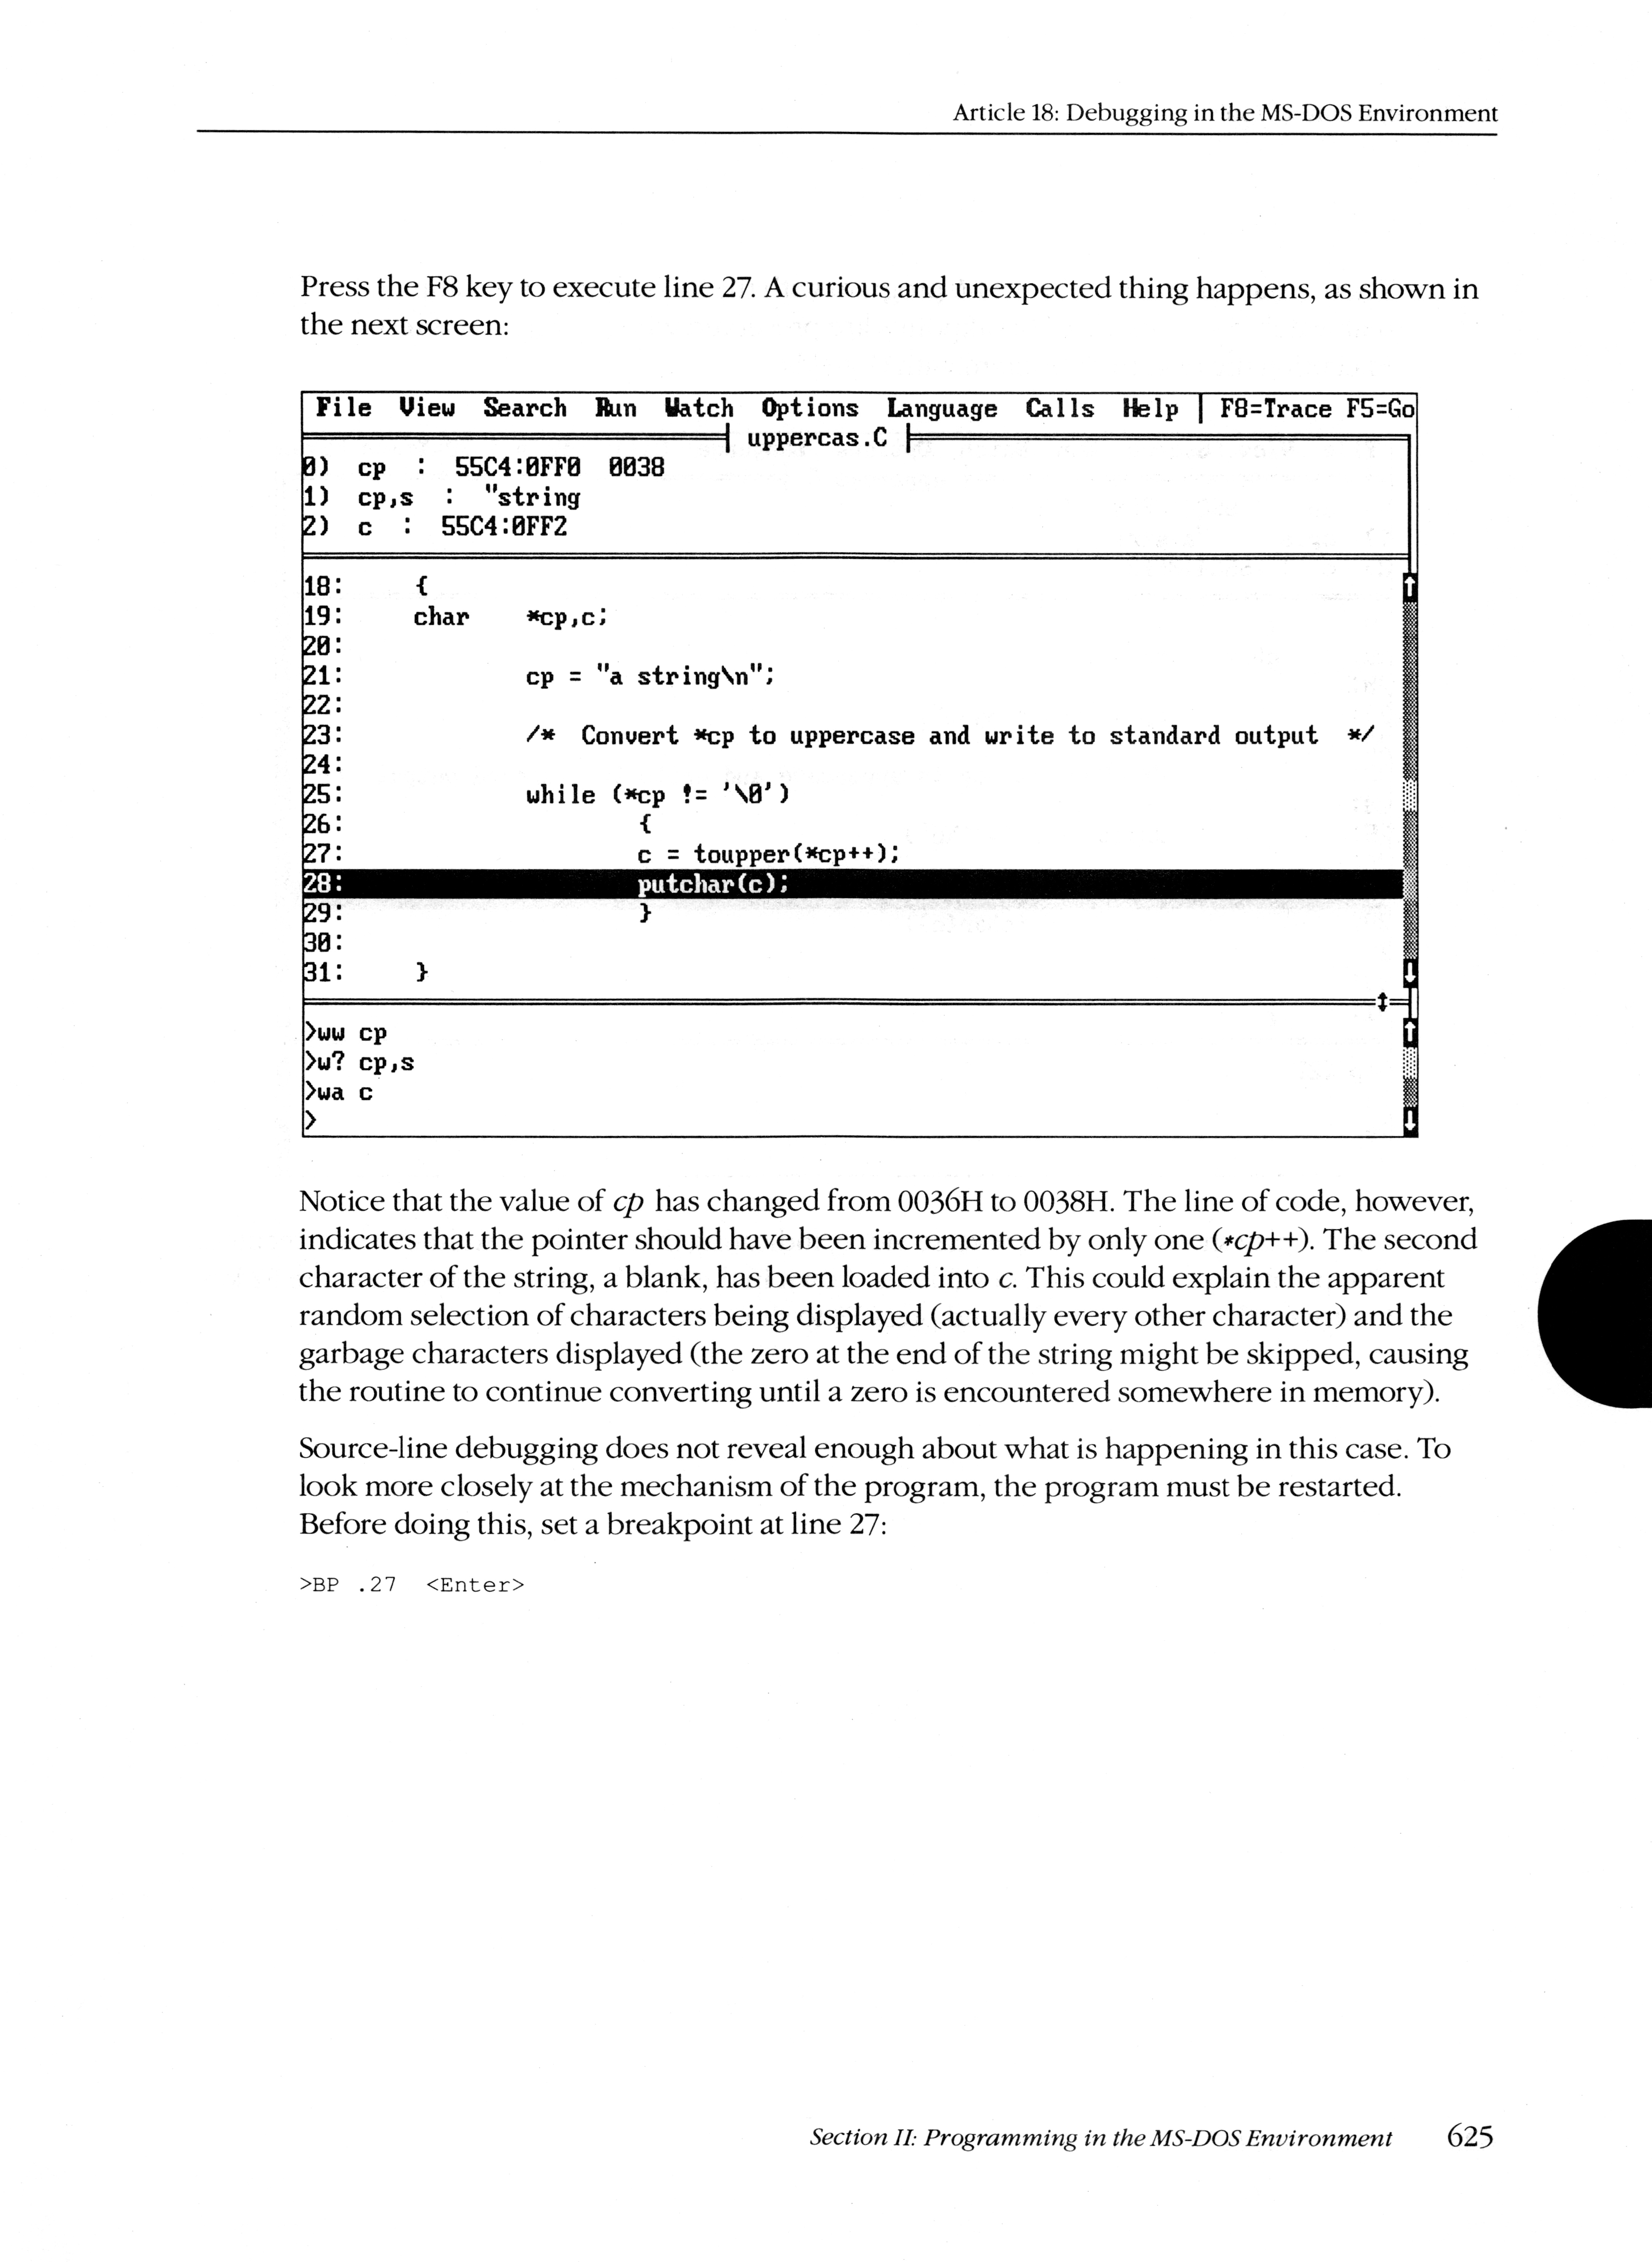 Article 18: Debugging in the MS-DOS Environment
Press the F8 key to execute line 27. A curious and unexpected thing happens, as shown in
the next screen:
File View Search Run Watch Options Language Calls Help | F8=Trace F5=Go
uppercas.C
0) cp : 55C4:0FF0 0038
1) cp,s : "string
2) c : 55C4:0FF2
18: {
19: char *cp,c;
20:
21: cp = "a string\n";
22:
23: /* Convert *cp to uppercase and write to standard output */
24:
25: while (*cp != '\0')
26: {
27: c = toupper(*cp++);
28: putchar(c);
29: }
30:
31: }
>ww cp
>w? cp,s
>wa c
>
Notice that the value of cp has changed from 0036H to 0038H. The line of code, however,
indicates that the pointer should have been incremented by only one (*cp++). The second
character of the string, a blank, has been loaded into c. This could explain the apparent
random selection of characters being displayed (actually every other character) and the
garbage characters displayed (the zero at the end of the string might be skipped, causing
the routine to continue converting until a zero is encountered somewhere in memory).
Source-line debugging does not reveal enough about what is happening in this case. To
look more closely at the mechanism of the program, the program must be restarted.
Before doing this, set a breakpoint at line 27:
>BP .27 <Enter>
Section II: Programming in the MS-DOS Environment 625